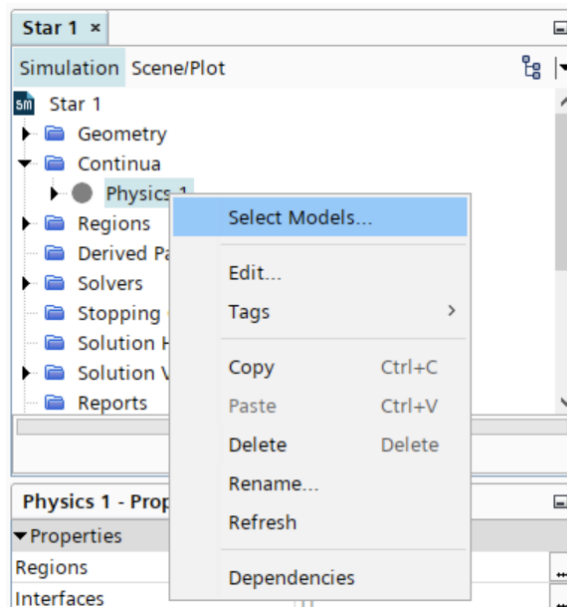 Star 1 ×
Simulation Scene/Plot
sm Star 1
Geometry
Continua
Physics 1
Select Models...
Regions
Derived
Edit...
Solvers
Tags
Stopping
Solution
Copy Ctrl+C
Solution
Paste Ctrl+V
Reports
Delete Delete
Rename...
Physics 1 - Prop
Refresh
Properties
Regions
Dependencies
Interfaces